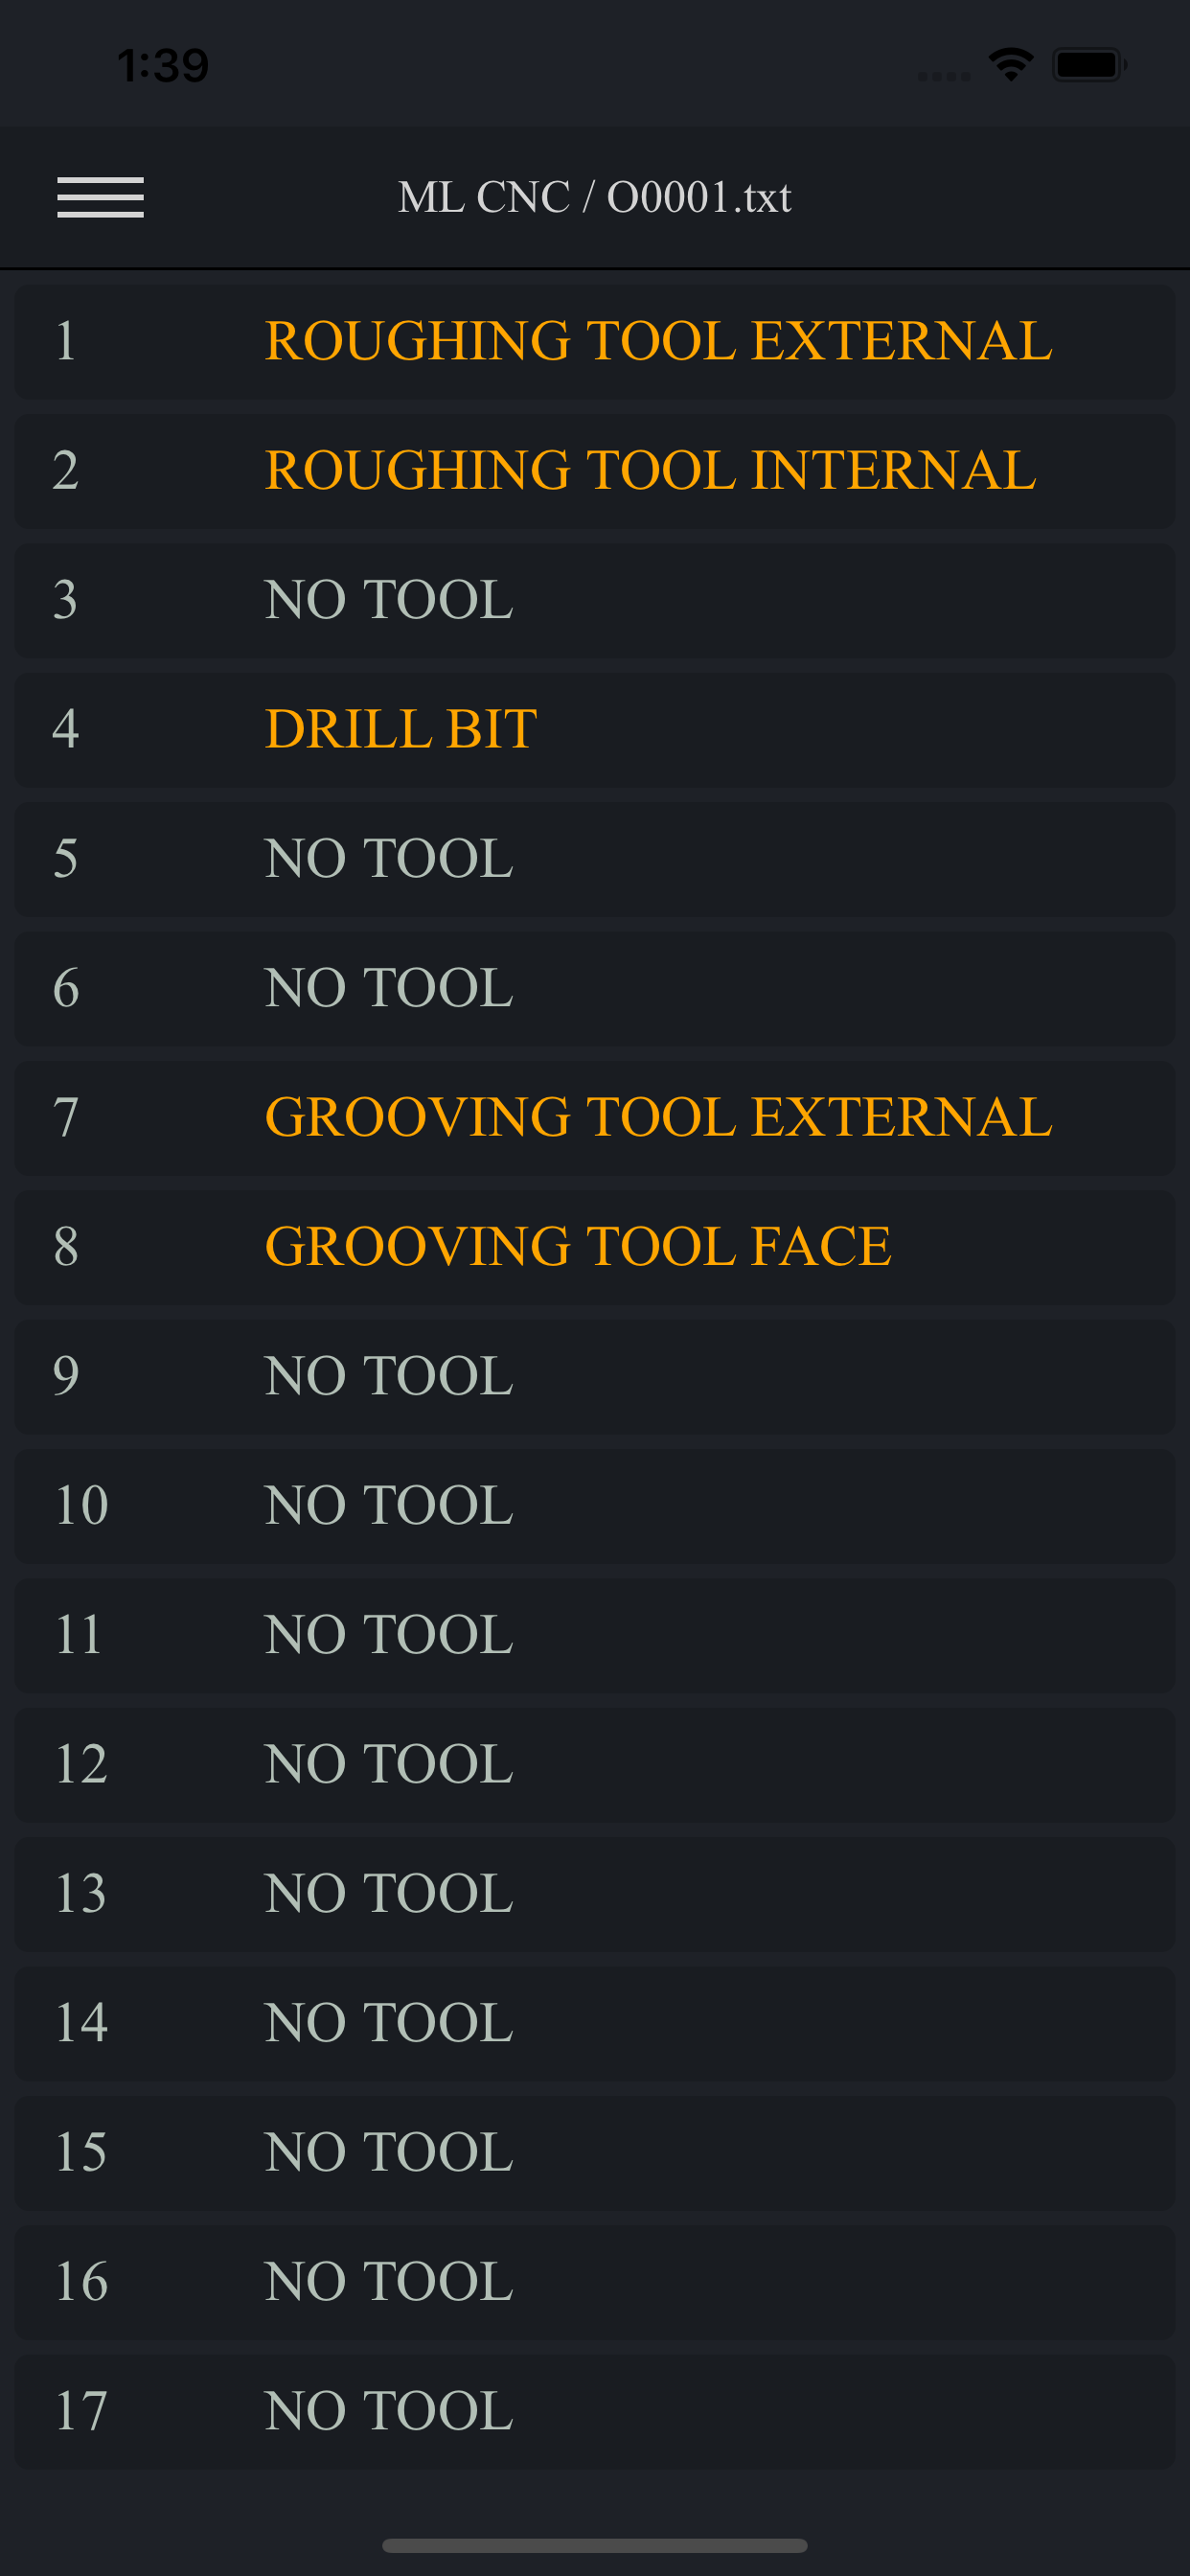 1:39
ML CNC / O0001.txt
1 ROUGHING TOOL EXTERNAL
2 ROUGHING TOOL INTERNAL
3 NO TOOL
4 DRILL BIT
5 NO TOOL
6 NO TOOL
7 GROOVING TOOL EXTERNAL
8 GROOVING TOOL FACE
9 NO TOOL
10 NO TOOL
11 NO TOOL
12 NO TOOL
13 NO TOOL
14 NO TOOL
15 NO TOOL
16 NO TOOL
17 NO TOOL